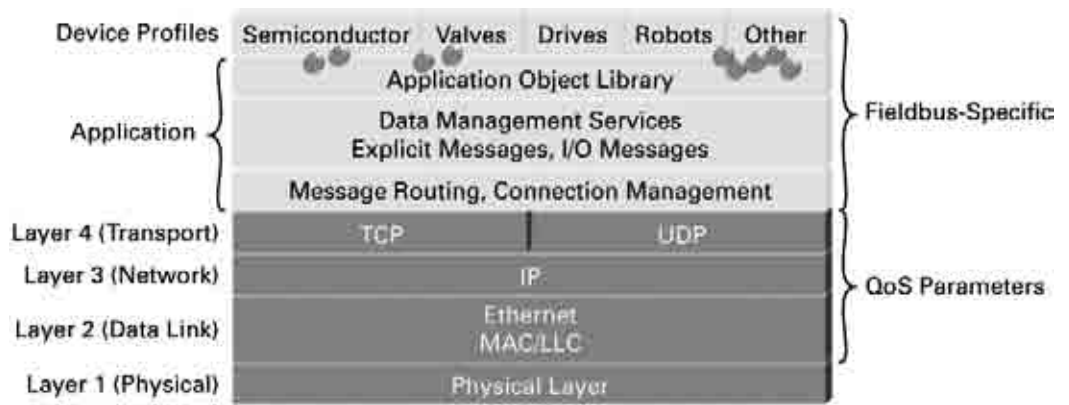 Device Profiles Semiconductor Valves Drives Robots Other
Application Object Library
Application
Data Management Services
Explicit Messages, I/O Messages
Fieldbus-Specific
Message Routing, Connection Management
Layer 4 (Transport) TCP UDP
Layer 3 (Network) IP
QoS Parameters
Layer 2 (Data Link) Ethernet
MAC/LLC
Layer 1 (Physical) Physical Layer